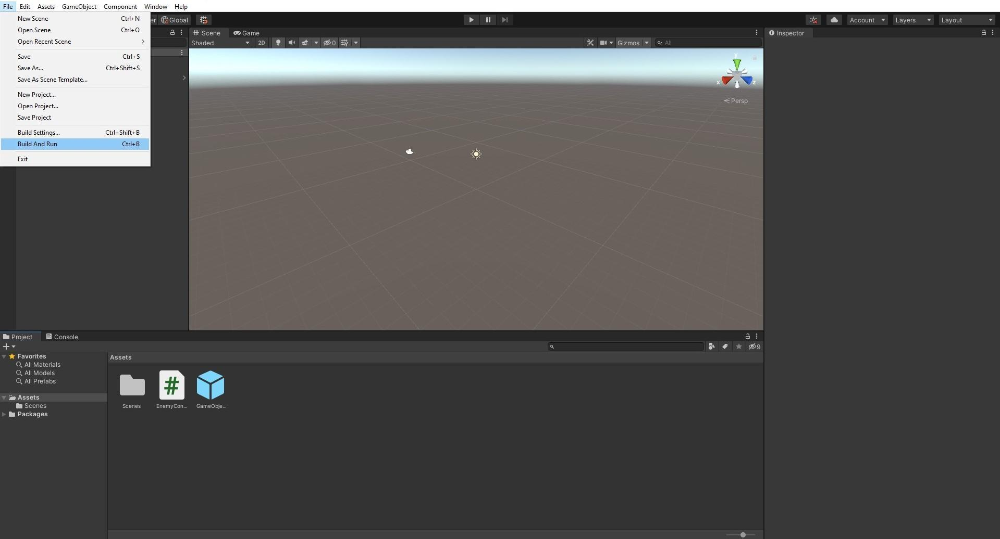 File Edit Assets GameObject Component Window Help
New Scene Ctrl+N
Open Scene Ctrl+O
Open Recent Scene
Save Ctrl+S
Save As... Ctrl+Shift+S
Save As Scene Template...
New Project...
Open Project...
Save Project
Build Settings... Ctrl+Shift+B
Build And Run Ctrl+B
Exit
er Global
Account Layers Layout
Scene Game
Shaded 2D 0 Gizmos All
y
x z
Persp
Inspector
Project Console
9
Favorites
All Materials
All Models
All Prefabs
Assets
Scenes
Packages
Assets
Scenes EnemyCon... GameObje...